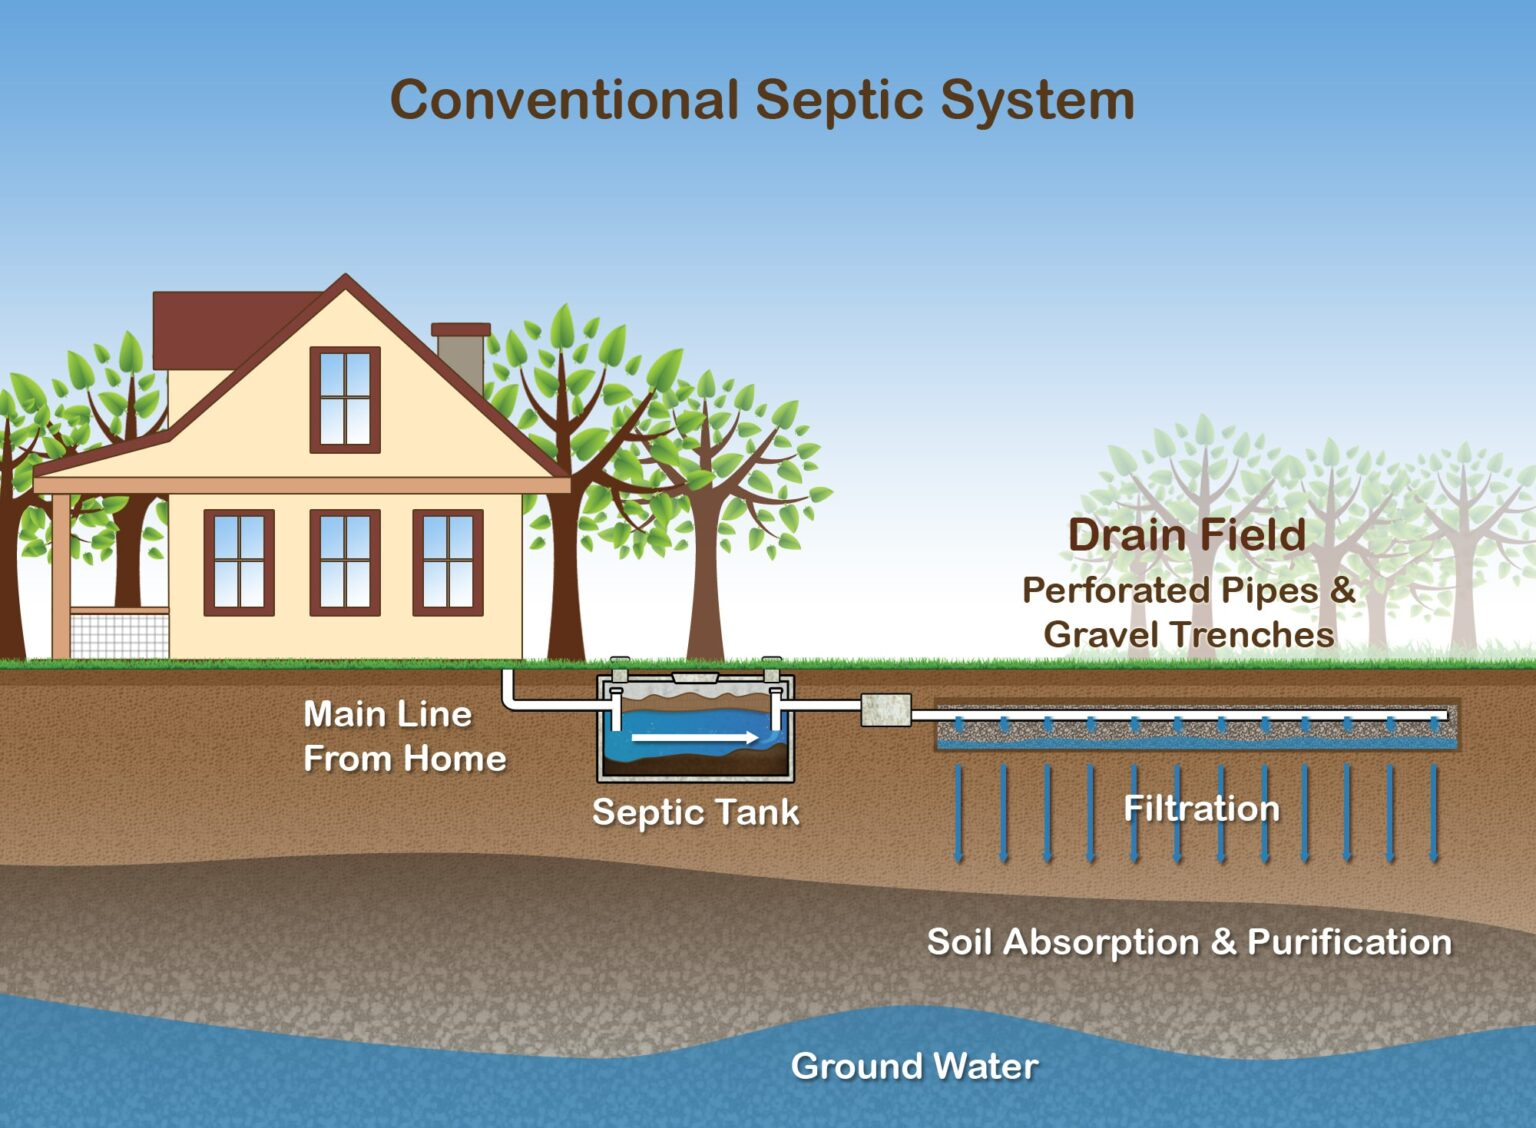 Conventional Septic System
Drain Field
Perforated Pipes &
Gravel Trenches
Main Line
From Home
Septic Tank
Filtration
Soil Absorption & Purification
Ground Water